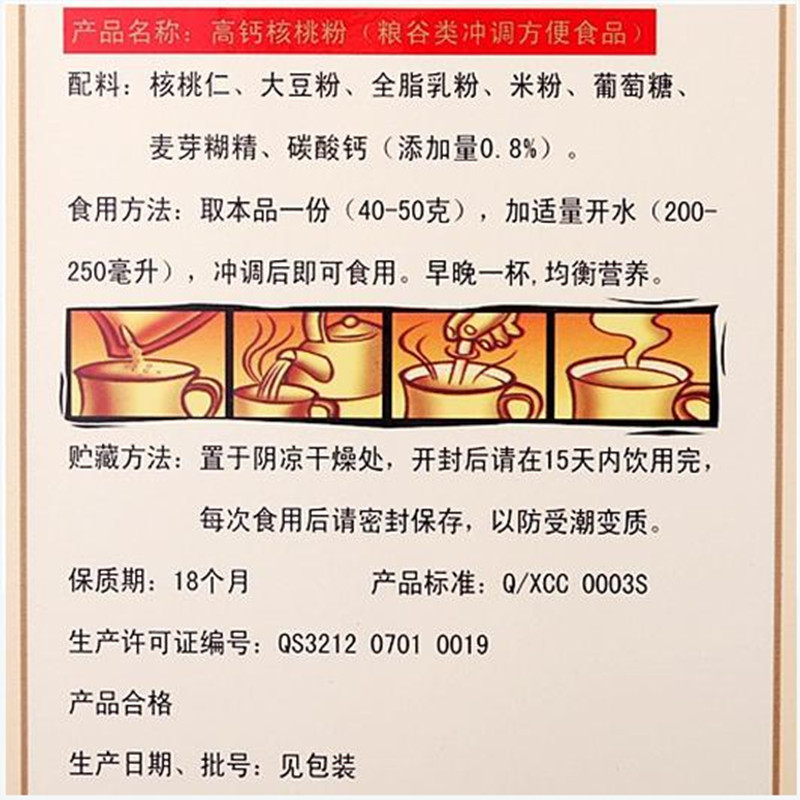 产品名称：高钙核桃粉（粮谷类冲调方便食品）
配料：核桃仁、大豆粉、全脂乳粉、米粉、葡萄糖、
麦芽糊精、碳酸钙（添加量0.8%）。
食用方法：取本品一份（40-50克），加适量开水（200-
250毫升），冲调后即可食用。早晚一杯,均衡营养。
贮藏方法：置于阴凉干燥处，开封后请在15天内饮用完，
每次食用后请密封保存，以防受潮变质。
保质期：18个月 产品标准：Q/XCC 0003S
生产许可证编号：QS3212 0701 0019
产品合格
生产日期、批号：见包装